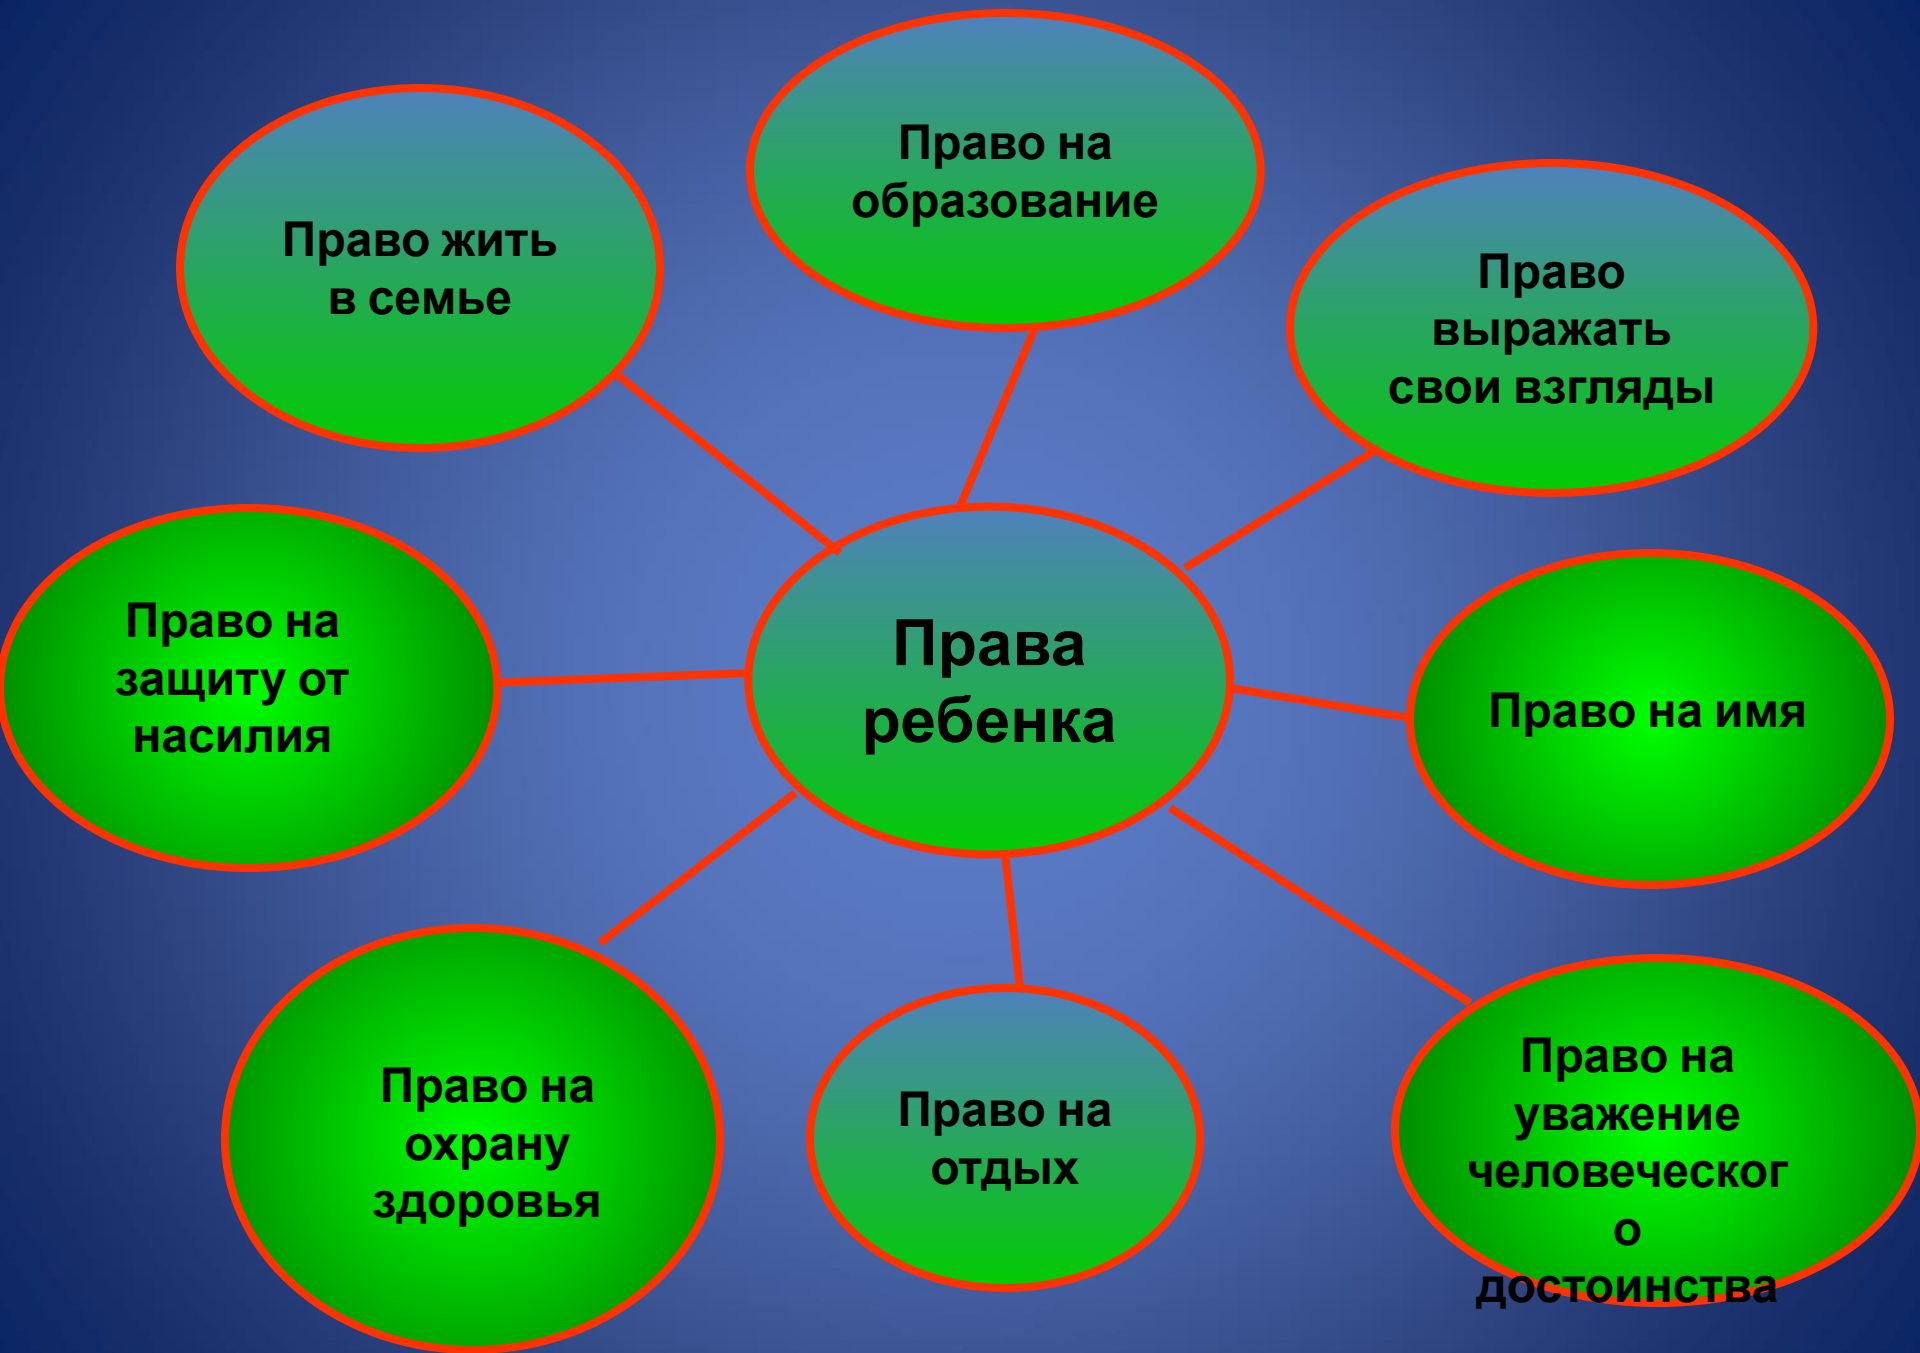 Право на
образование
Право жить
в семье
Право
выражать
свои взгляды
Права
ребенка
Право на
защиту от
насилия
Право на имя
Право на
охрану
здоровья
Право на
отдых
Право на
уважение
человеческог
о
достоинства